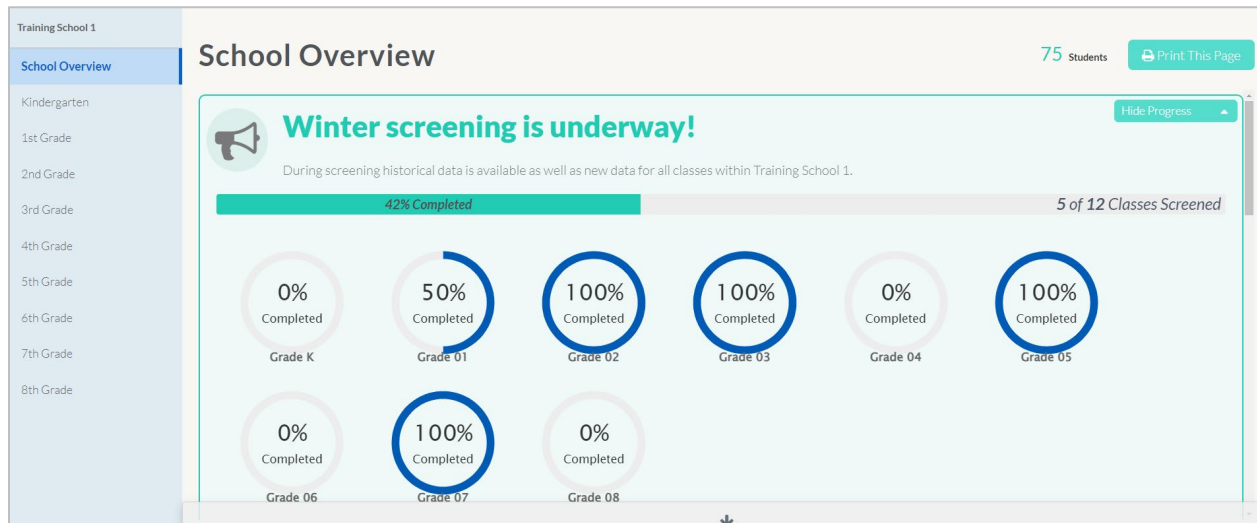 Training School 1
School Overview
Kindergarten
1st Grade
2nd Grade
3rd Grade
4th Grade
5th Grade
6th Grade
7th Grade
8th Grade
School Overview
75 Students
Print This Page
Hide Progress
Winter screening is underway!
During screening historical data is available as well as new data for all classes within Training School 1.
42% Completed
5 of 12 Classes Screened
0%
Completed
Grade K
50%
Completed
Grade 01
100%
Completed
Grade 02
100%
Completed
Grade 03
0%
Completed
Grade 04
100%
Completed
Grade 05
0%
Completed
Grade 06
100%
Completed
Grade 07
0%
Completed
Grade 08